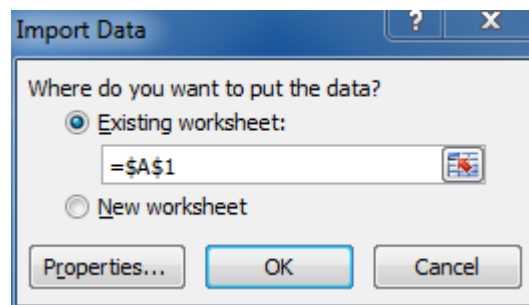 Import Data
? X
Where do you want to put the data?
Existing worksheet:
=$A$1
New worksheet
Properties... OK Cancel